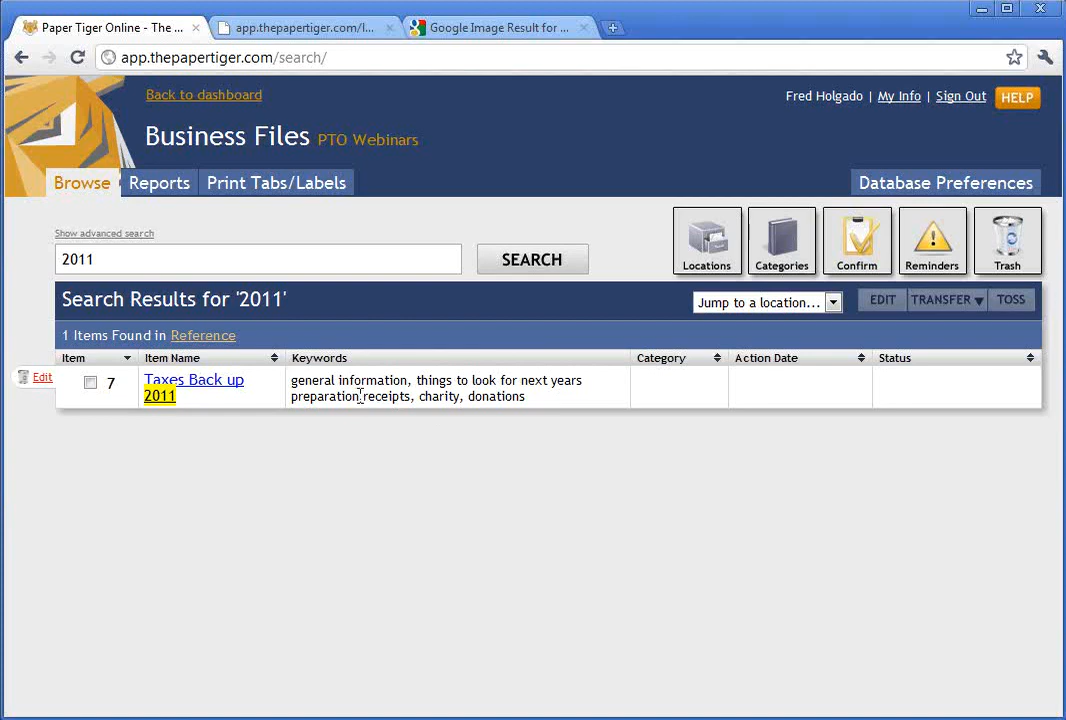 Paper Tiger Online - The ...
app.thepapertiger.com/l...
Google Image Result for ...
app.thepapertiger.com/search/
Back to dashboard
Fred Holgado | My Info | Sign Out HELP
Business Files PTO Webinars
Browse Reports Print Tabs/Labels Database Preferences
Show advanced search
2011 SEARCH
Locations Categories Confirm Reminders Trash
Search Results for '2011' Jump to a location... EDIT TRANSFER ▼ TOSS
1 Items Found in Reference
Item Item Name Keywords Category Action Date Status
Edit 7 Taxes Back up general information, things to look for next years
2011 preparation receipts, charity, donations